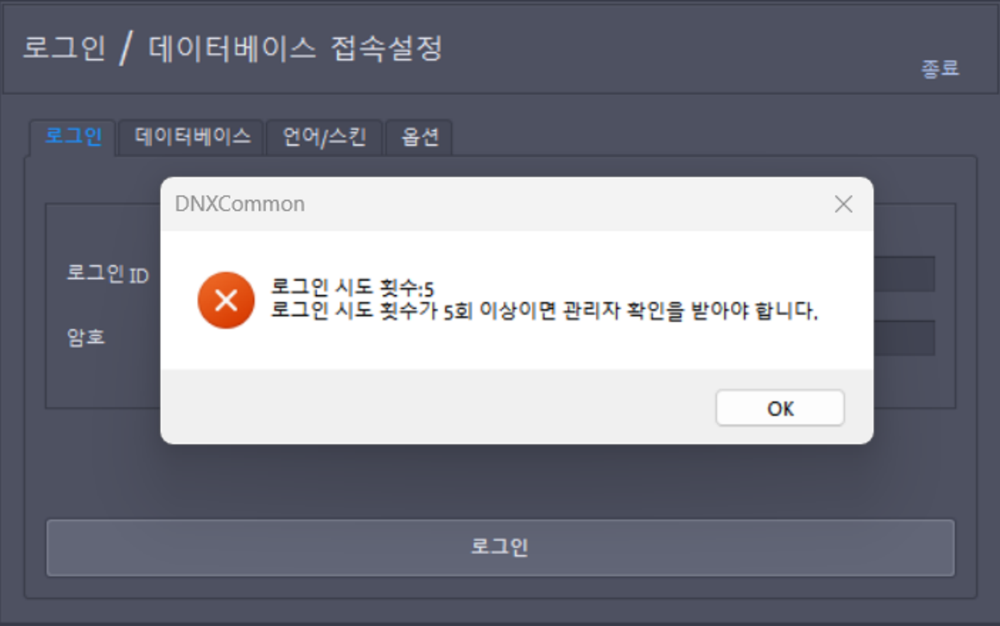 로그인 / 데이터베이스 접속설정
종료
로그인 데이터베이스 언어/스킨 옵션
DNXCommon
로그인 시도 횟수:5
로그인 시도 횟수가 5회 이상이면 관리자 확인을 받아야 합니다.
로그인 ID
암호
OK
로그인